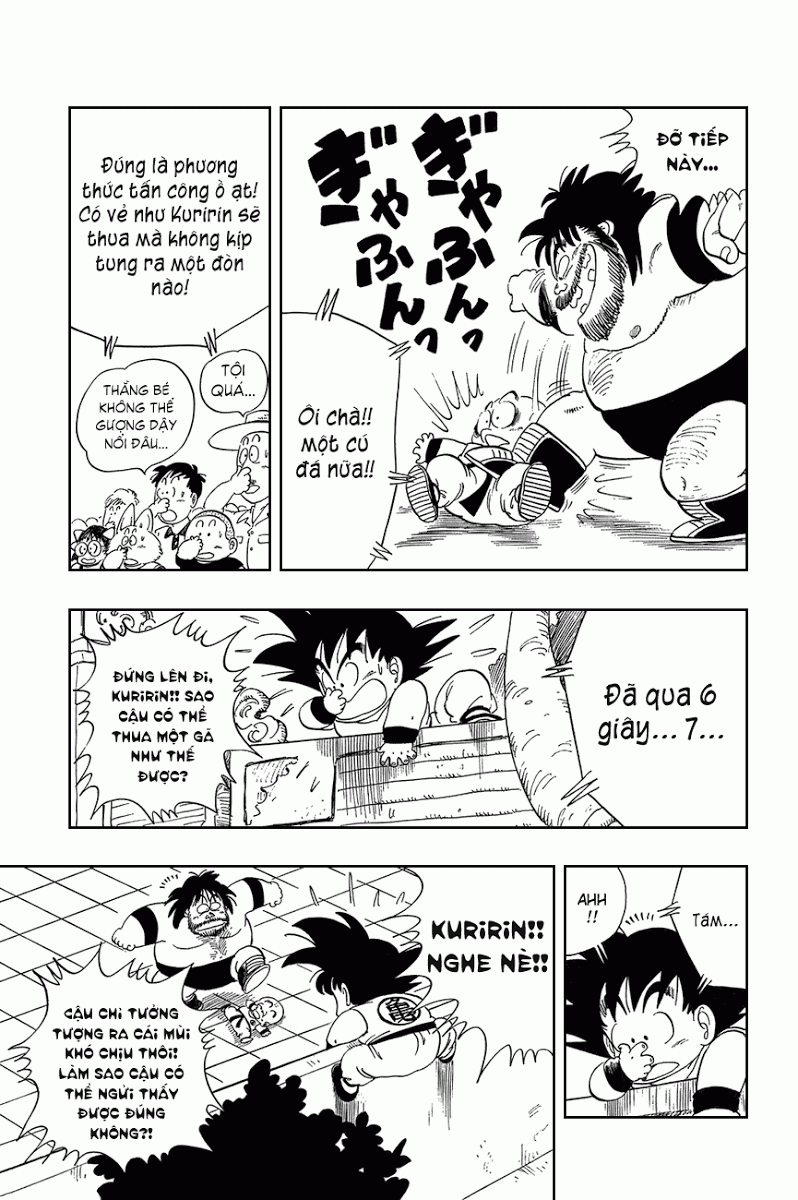 ĐỠ TIẾP
NÀY...
ぎゃふんっ
ぎゃふんっ
Ôi chà!!
Một cú
đá nữa!!
Đúng là phương
thức tấn công ồ ạt!
Có vẻ như Kuririn sẽ
thua mà không kịp
tung ra một đòn
nào!
TỘI
QUÁ...
THẰNG BÉ
KHÔNG THỂ
GƯỢNG DẬY
NỔI ĐÂU...
Đã qua 6
giây... 7...
ĐỨNG LÊN ĐI,
KURIRIN!! SAO
CẬU CÓ THỂ
THUA MỘT GÃ
NHƯ THẾ
ĐƯỢC?
Tám...
AHH
!!
KURIRIN!!
NGHE NÈ!!
CẬU CHỈ TƯỞNG
TƯỢNG RA CÁI MÙI
KHÓ CHỊU THÔI!
LÀM SAO CẬU CÓ
THỂ NGỬI THẤY
ĐƯỢC ĐÚNG
KHÔNG?!